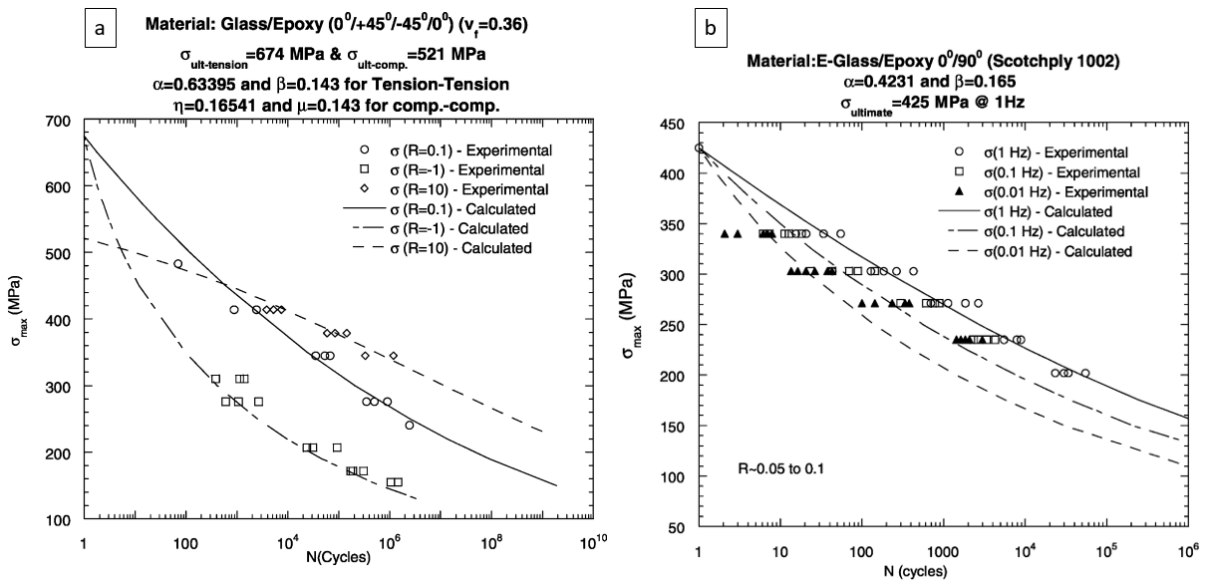 a
Material: Glass/Epoxy (0⁰/+45⁰/-45⁰/0⁰) (v_f=0.36)
σ_ult-tension=674 MPa & σ_ult-comp.=521 MPa
α=0.63395 and β=0.143 for Tension-Tension
η=0.16541 and μ=0.143 for comp.-comp.
σ (R=0.1) - Experimental
σ (R=-1) - Experimental
σ (R=10) - Experimental
σ (R=0.1) - Calculated
σ (R=-1) - Calculated
σ (R=10) - Calculated
700
600
500
400
300
200
100
σ_max (MPa)
1 100 10⁴ 10⁶ 10⁸ 10¹⁰
N(Cycles)
b
Material:E-Glass/Epoxy 0⁰/90⁰ (Scotchply 1002)
α=0.4231 and β=0.165
σ_ultimate=425 MPa @ 1Hz
σ(1 Hz) - Experimental
σ(0.1 Hz) - Experimental
σ(0.01 Hz) - Experimental
σ(1 Hz) - Calculated
σ(0.1 Hz) - Calculated
σ(0.01 Hz) - Calculated
450
400
350
300
250
200
150
100
50
σ_max (MPa)
R~0.05 to 0.1
1 10 100 1000 10⁴ 10⁵ 10⁶
N (cycles)